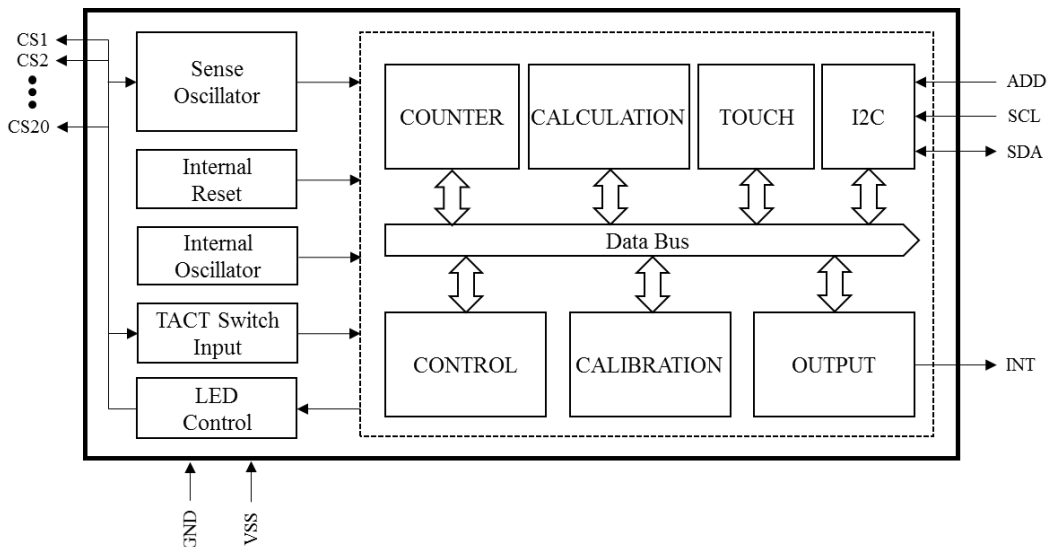 CS1
CS2
CS20
Sense
Oscillator
Internal
Reset
Internal
Oscillator
TACT Switch
Input
LED
Control
COUNTER
CALCULATION
TOUCH
I2C
Data Bus
CONTROL
CALIBRATION
OUTPUT
ADD
SCL
SDA
INT
GND
VSS